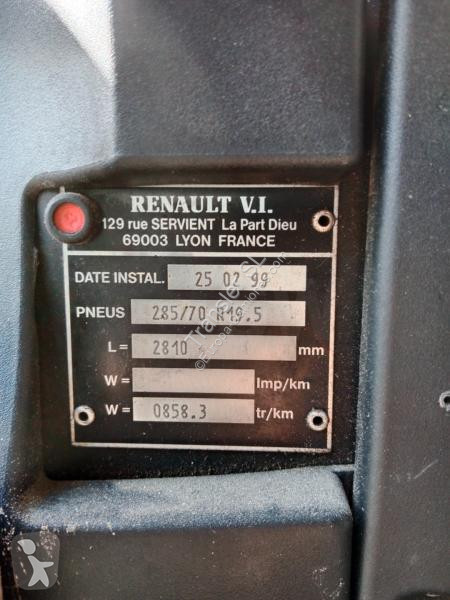 RENAULT V.I.
129 rue SERVIENT La Part Dieu
69003 LYON FRANCE
DATE INSTAL. 25 02 99
PNEUS 285/70 R19.5
L= 2810 mm
W= Imp/km
W= 0858.3 tr/km